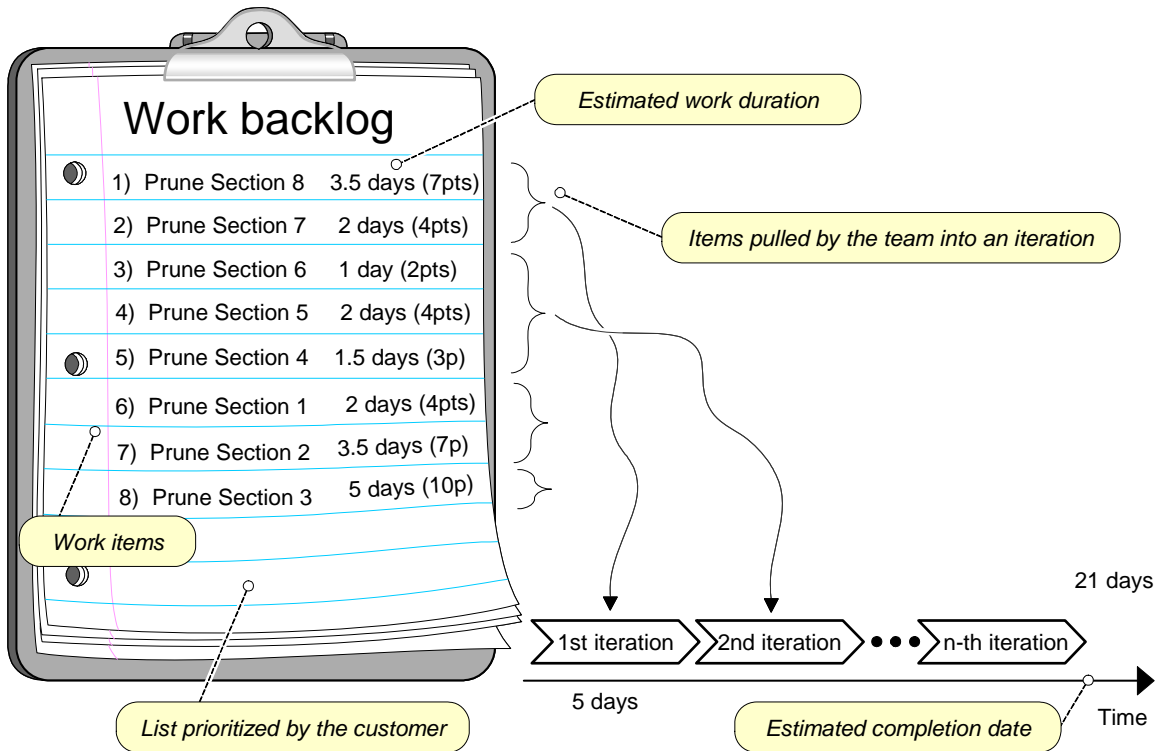 Work backlog
Estimated work duration
1) Prune Section 8 3.5 days (7pts)
2) Prune Section 7 2 days (4pts)
Items pulled by the team into an iteration
3) Prune Section 6 1 day (2pts)
4) Prune Section 5 2 days (4pts)
5) Prune Section 4 1.5 days (3p)
6) Prune Section 1 2 days (4pts)
7) Prune Section 2 3.5 days (7p)
8) Prune Section 3 5 days (10p)
Work items
21 days
1st iteration
2nd iteration
n-th iteration
5 days
List prioritized by the customer
Estimated completion date
Time